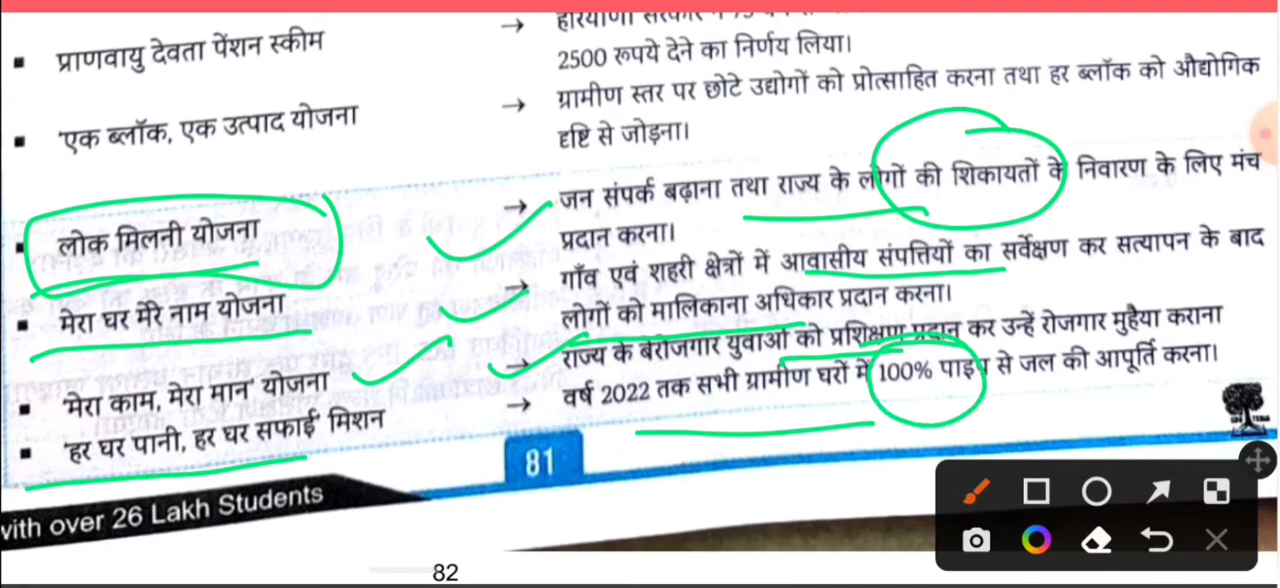 प्राणवायु देवता पेंशन स्कीम
→ हरियाणा सरकार ने 75
2500 रुपये देने का निर्णय लिया।
'एक ब्लॉक, एक उत्पाद योजना
→ ग्रामीण स्तर पर छोटे उद्योगों को प्रोत्साहित करना तथा हर ब्लॉक को औद्योगिक
दृष्टि से जोड़ना।
लोक मिलनी योजना
→ जन संपर्क बढ़ाना तथा राज्य के लोगों की शिकायतों के निवारण के लिए मंच
प्रदान करना।
मेरा घर मेरे नाम योजना
→ गाँव एवं शहरी क्षेत्रों में आवासीय संपत्तियों का सर्वेक्षण कर सत्यापन के बाद
लोगों को मालिकाना अधिकार प्रदान करना।
'मेरा काम, मेरा मान' योजना
→ राज्य के बेरोजगार युवाओं को प्रशिक्षण प्रदान कर उन्हें रोजगार मुहैया कराना
'हर घर पानी, हर घर सफाई' मिशन
→ वर्ष 2022 तक सभी ग्रामीण घरों में 100% पाइप से जल की आपूर्ति करना।
81
with over 26 Lakh Students
82